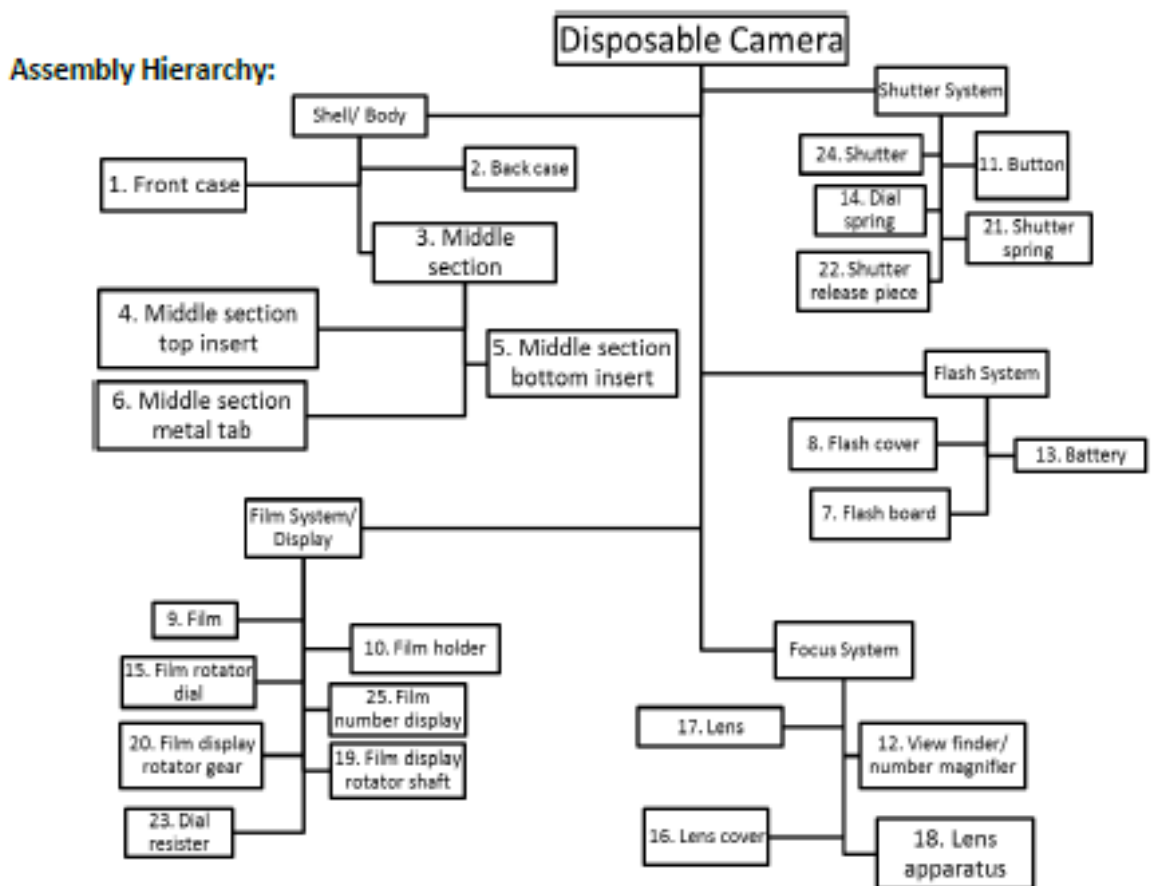 Disposable Camera
Assembly Hierarchy:
Shutter System
Shell/ Body
24. Shutter
11. Button
2. Back case
1. Front case
14. Dial
spring
21. Shutter
spring
3. Middle
section
22. Shutter
release piece
4. Middle section
top insert
5. Middle section
bottom insert
Flash System
6. Middle section
metal tab
8. Flash cover
13. Battery
7. Flash board
Film System/
Display
9. Film
10. Film holder
Focus System
15. Film rotator
dial
25. Film
number display
17. Lens
12. View finder/
number magnifier
20. Film display
rotator gear
19. Film display
rotator shaft
23. Dial
resister
16. Lens cover
18. Lens
apparatus